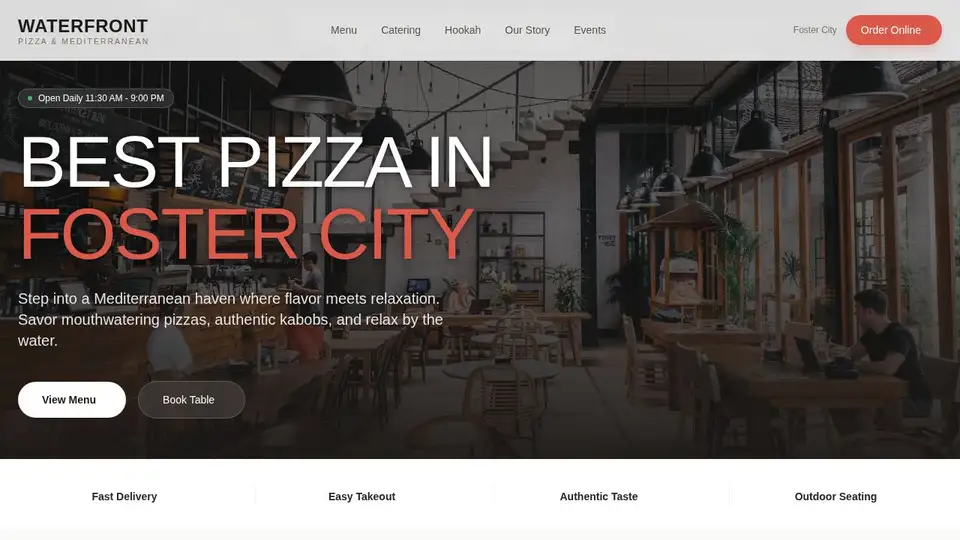 WATERFRONT
PIZZA & MEDITERRANEAN
Menu
Catering
Hookah
Our Story
Events
Foster City
Order Online
Open Daily 11:30 AM - 9:00 PM
BEST PIZZA IN
FOSTER CITY
Step into a Mediterranean haven where flavor meets relaxation.
Savor mouthwatering pizzas, authentic kabobs, and relax by the
water.
View Menu
Book Table
Fast Delivery
Easy Takeout
Authentic Taste
Outdoor Seating